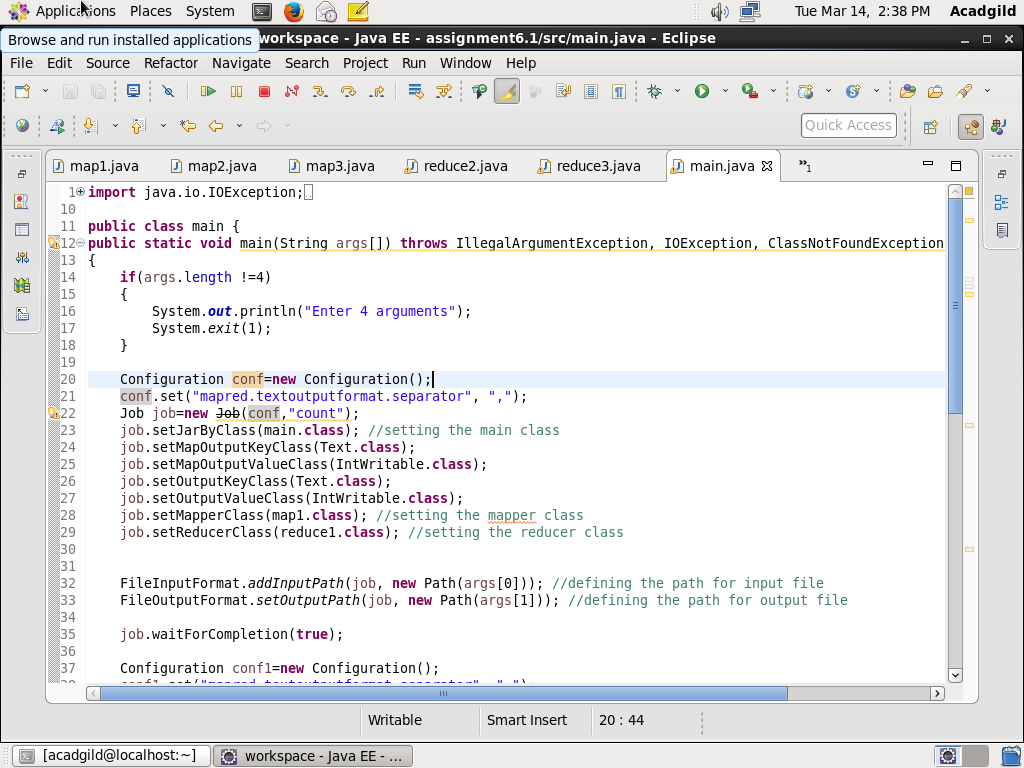 Applications Places System Tue Mar 14, 2:38 PM Acadgild
Browse and run installed applications
workspace - Java EE - assignment6.1/src/main.java - Eclipse
File Edit Source Refactor Navigate Search Project Run Window Help
Quick Access
map1.java map2.java map3.java reduce2.java reduce3.java main.java »1
1 import java.io.IOException;
10
11 public class main {
12 public static void main(String args[]) throws IllegalArgumentException, IOException, ClassNotFoundException
13 {
14 if(args.length !=4)
15 {
16 System.out.println("Enter 4 arguments");
17 System.exit(1);
18 }
19
20 Configuration conf=new Configuration();
21 conf.set("mapred.textoutputformat.separator", ",");
22 Job job=new Job(conf,"count");
23 job.setJarByClass(main.class); //setting the main class
24 job.setMapOutputKeyClass(Text.class);
25 job.setMapOutputValueClass(IntWritable.class);
26 job.setOutputKeyClass(Text.class);
27 job.setOutputValueClass(IntWritable.class);
28 job.setMapperClass(map1.class); //setting the mapper class
29 job.setReducerClass(reduce1.class); //setting the reducer class
30
31
32 FileInputFormat.addInputPath(job, new Path(args[0])); //defining the path for input file
33 FileOutputFormat.setOutputPath(job, new Path(args[1])); //defining the path for output file
34
35 job.waitForCompletion(true);
36
37 Configuration conf1=new Configuration();
38 conf1.set("mapred.textoutputformat.separator", ",");
Writable Smart Insert 20 : 44
[acadgild@localhost:~] workspace - Java EE - ...